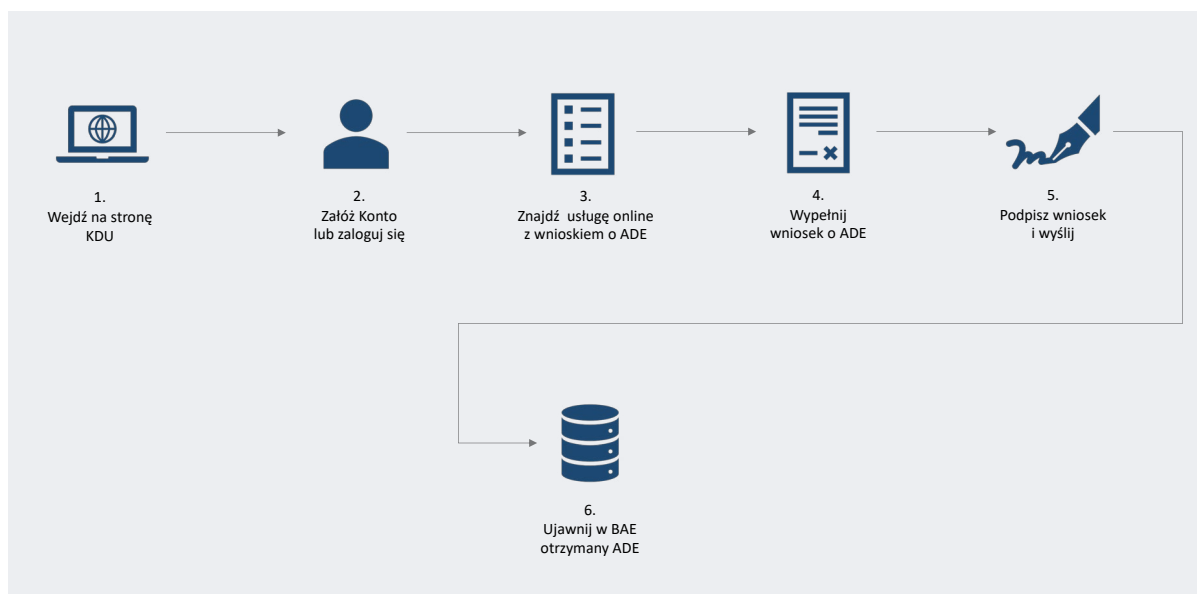 1.
Wejdź na stronę
KDU
2.
Załóż Konto
lub zaloguj się
3.
Znajdź usługę online
z wnioskiem o ADE
4.
Wypełnij
wniosek o ADE
5.
Podpisz wniosek
i wyślij
6.
Ujawnij w BAE
otrzymany ADE